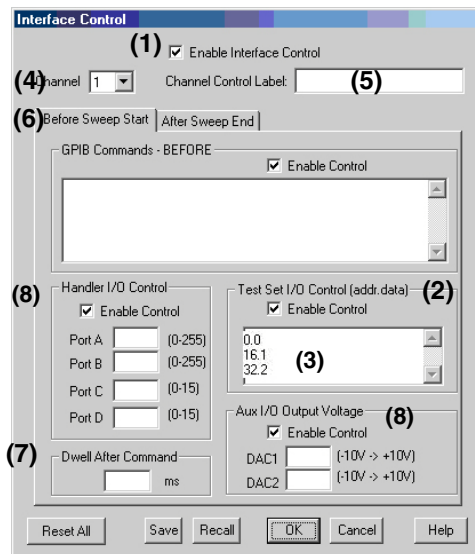 Interface Control
(1) Enable Interface Control
(4) Channel 1 Channel Control Label: (5)
(6) Before Sweep Start After Sweep End
GPIB Commands - BEFORE
Enable Control
(8) Handler I/O Control
Enable Control
Port A (0-255)
Port B (0-255)
Port C (0-15)
Port D (0-15)
Test Set I/O Control (addr.data) (2)
Enable Control
0.0
16.1 (3)
32.2
Aux I/O Output Voltage (8)
Enable Control
DAC1 (-10V -> +10V)
DAC2 (-10V -> +10V)
(7) Dwell After Command
ms
Reset All Save Recall OK Cancel Help